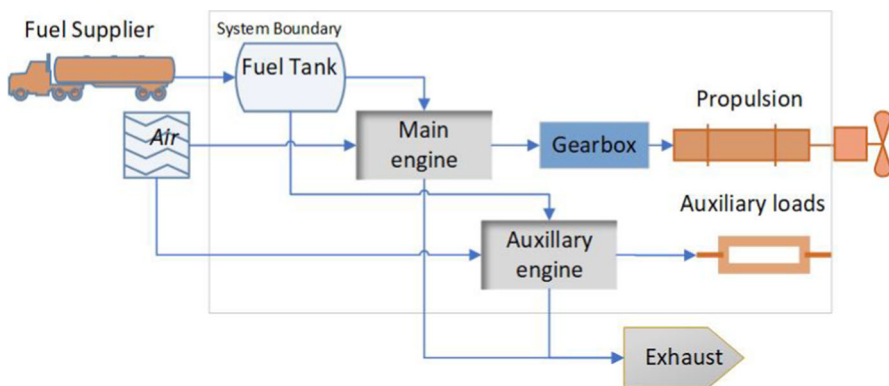 Fuel Supplier
System Boundary
Fuel Tank
Air
Main
engine
Gearbox
Propulsion
Auxiliary loads
Auxillary
engine
Exhaust